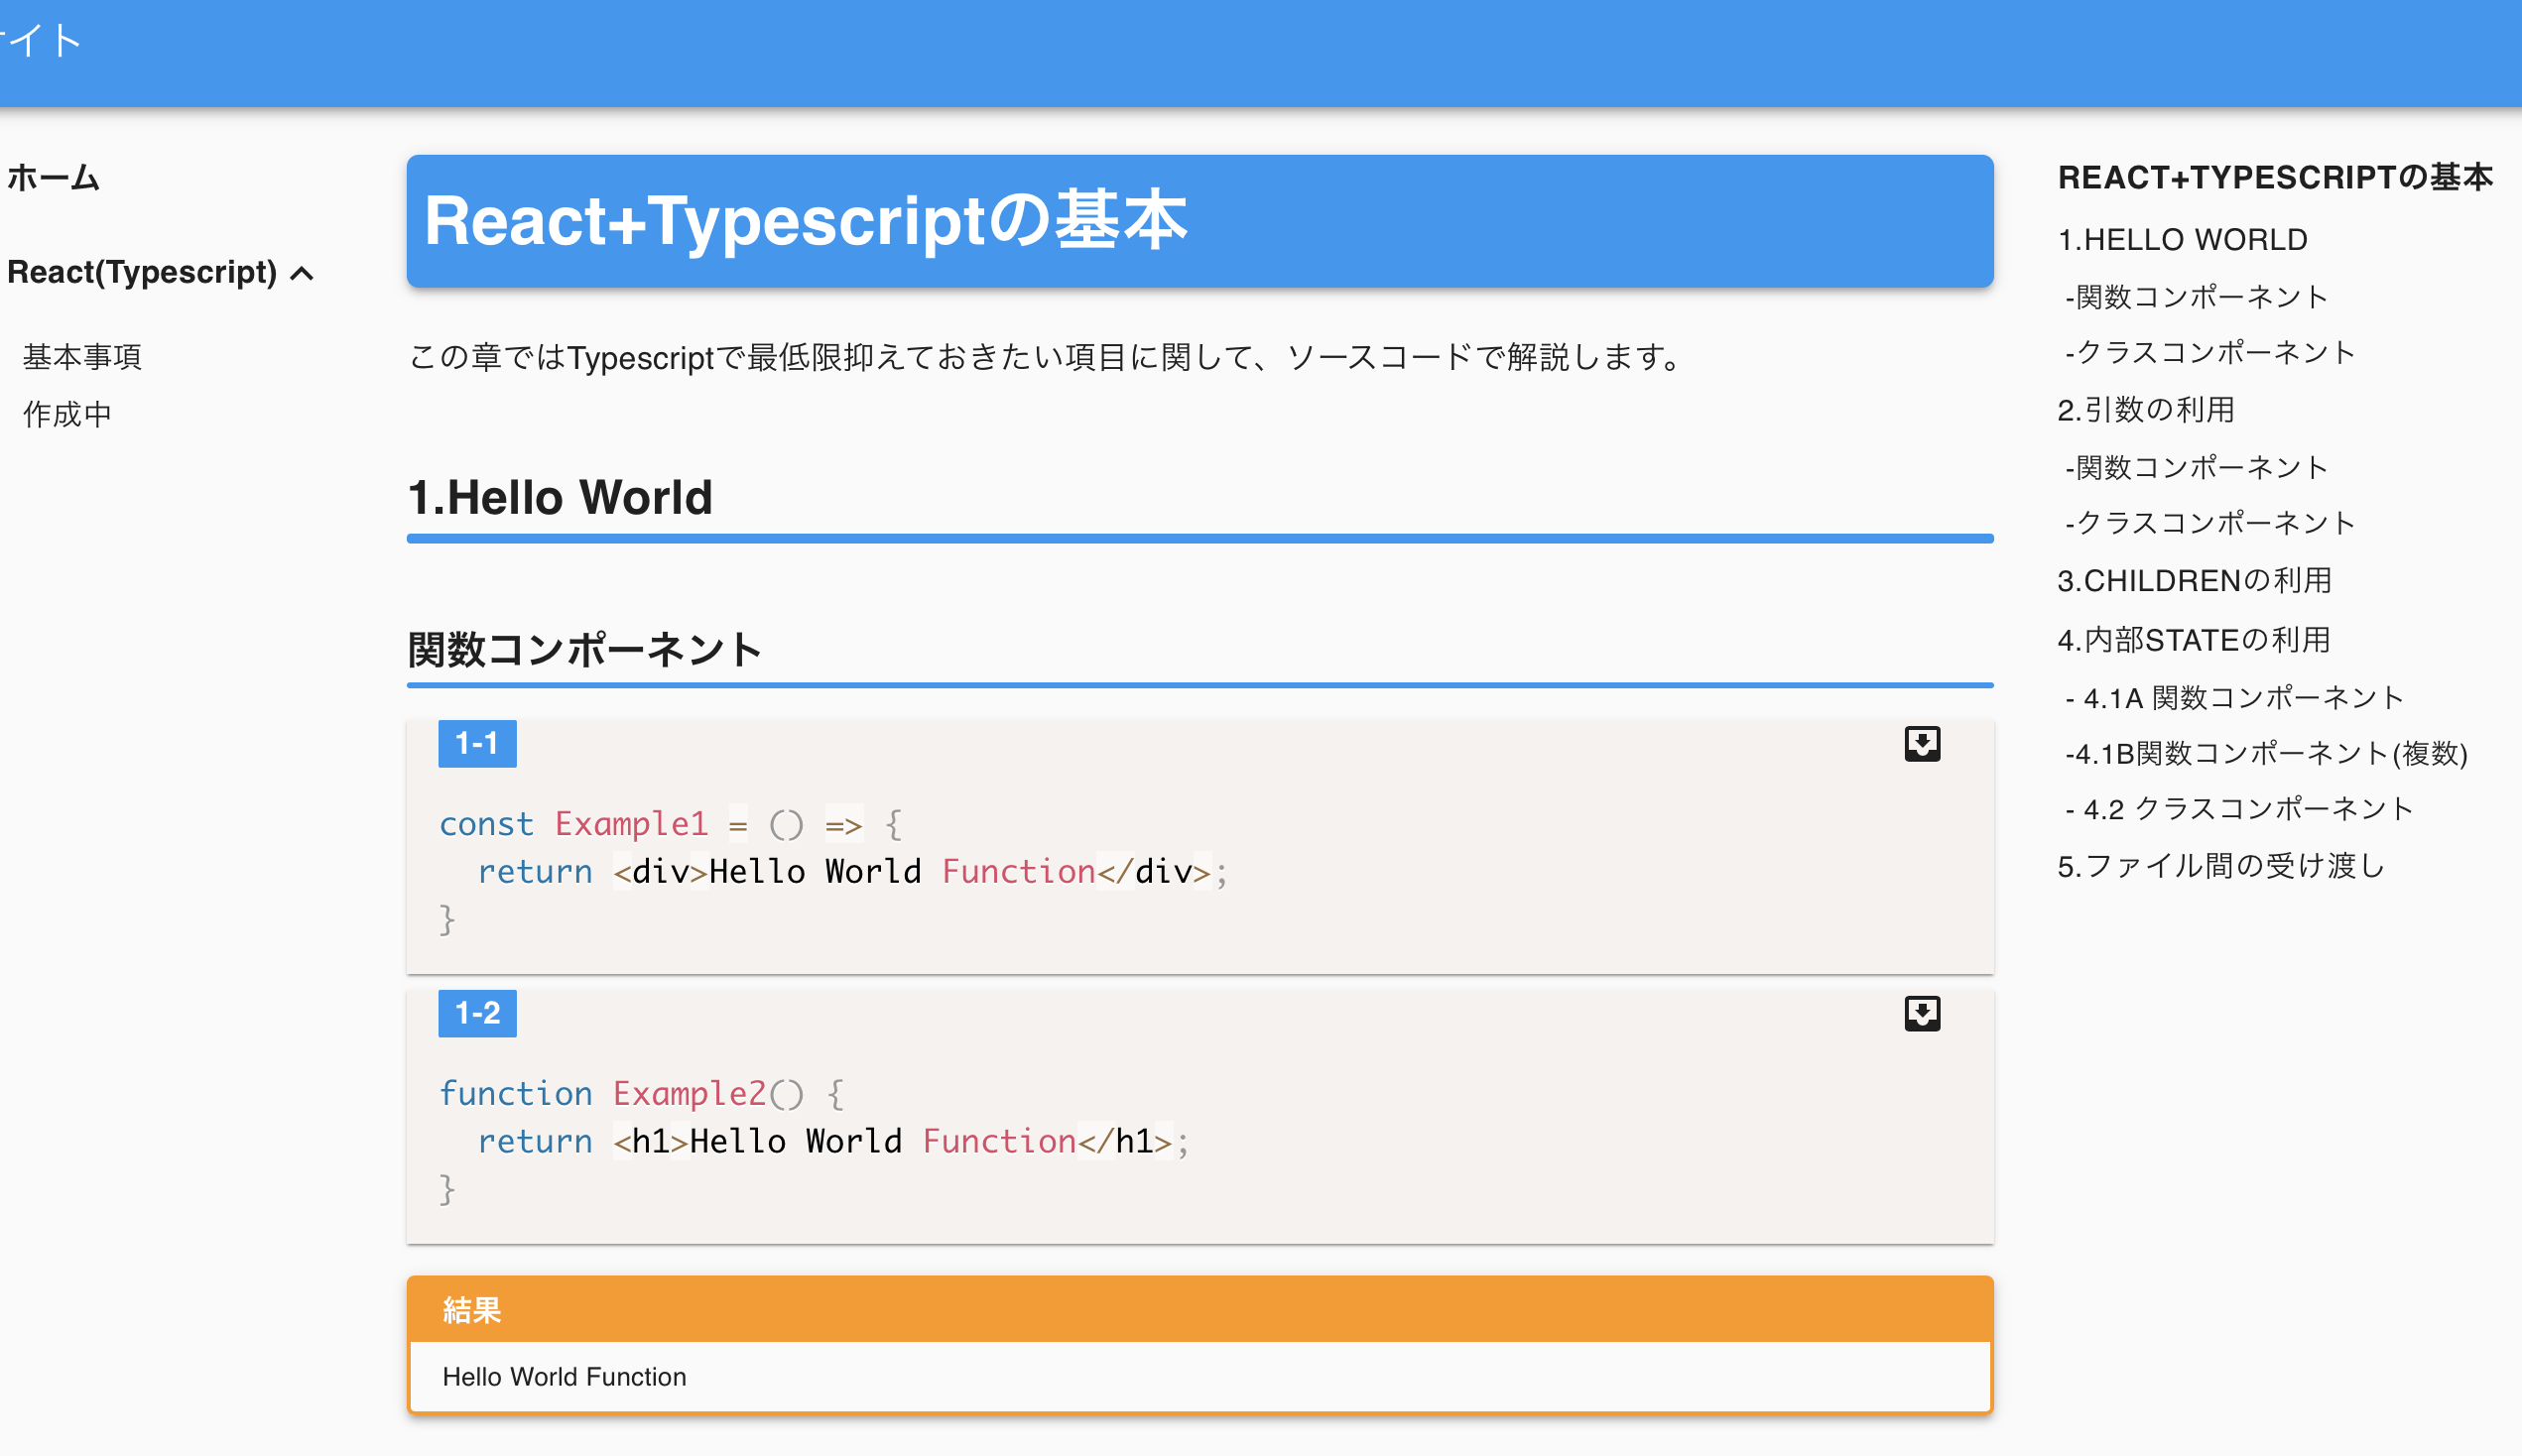 イト
ホーム
React(Typescript)
基本事項
作成中
React+Typescriptの基本
この章ではTypescriptで最低限抑えておきたい項目に関して、ソースコードで解説します。
1.Hello World
関数コンポーネント
1-1
const Example1 = () => {
  return <div>Hello World Function</div>;
}
1-2
function Example2() {
  return <h1>Hello World Function</h1>;
}
結果
Hello World Function
REACT+TYPESCRIPTの基本
1.HELLO WORLD
-関数コンポーネント
-クラスコンポーネント
2.引数の利用
-関数コンポーネント
-クラスコンポーネント
3.CHILDRENの利用
4.内部STATEの利用
- 4.1A 関数コンポーネント
-4.1B関数コンポーネント(複数)
- 4.2 クラスコンポーネント
5.ファイル間の受け渡し